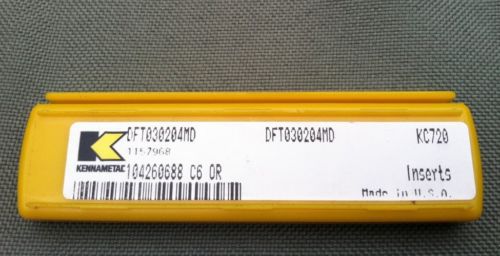 DFT030204MD DFT030204MD KC720
1157968
KENNAMETAL
104260688 C6 OR Inserts
Made in U.S.A.